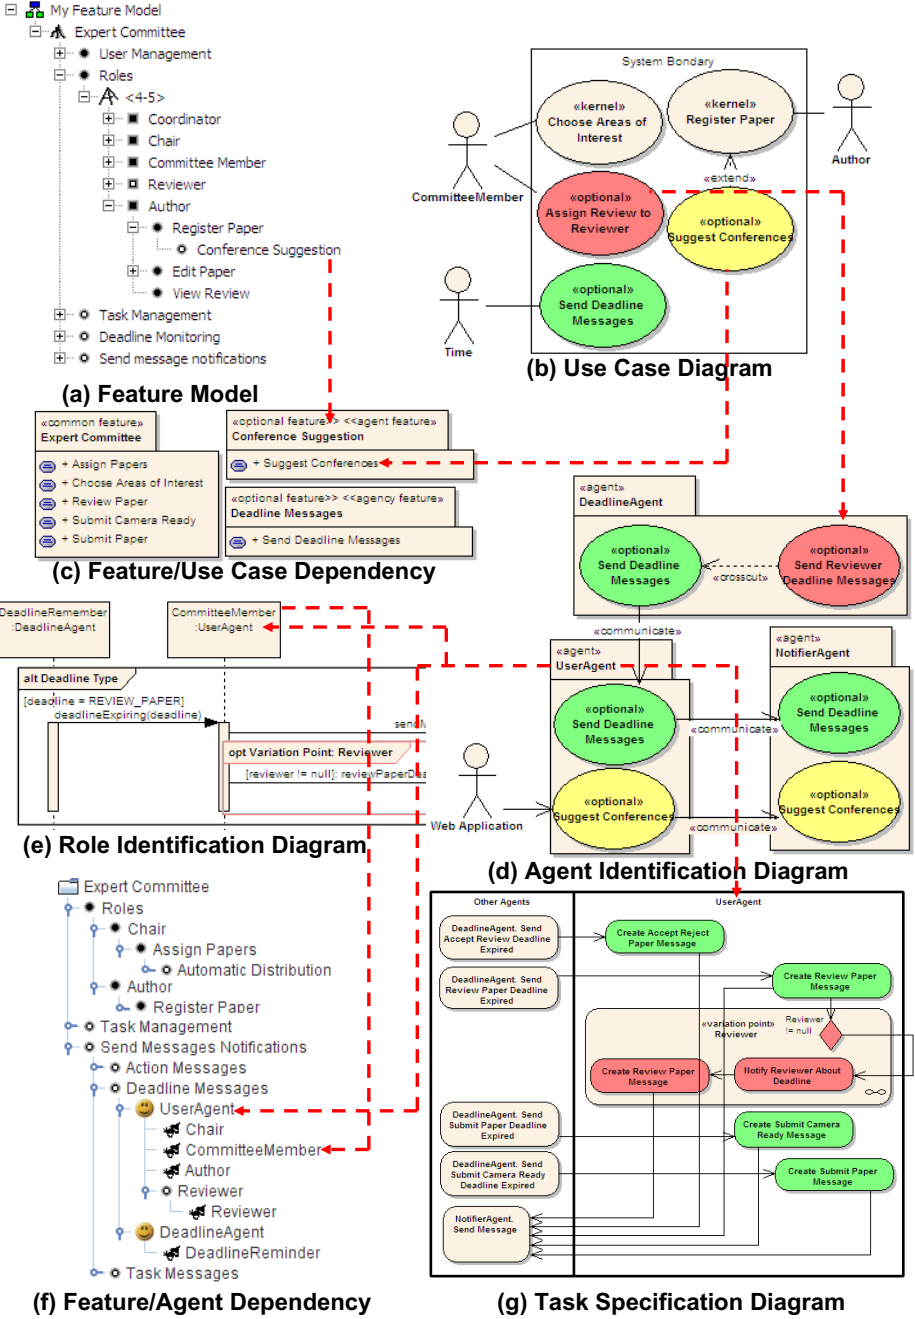 My Feature Model
Expert Committee
User Management
Roles
<4-5>
Coordinator
Chair
Committee Member
Reviewer
Author
Register Paper
Conference Suggestion
Edit Paper
View Review
Task Management
Deadline Monitoring
Send message notifications
(a) Feature Model
System Bondary
«kernel»
Choose Areas of
Interest
«kernel»
Register Paper
CommitteeMember
Author
«extend»
«optional»
Assign Review to
Reviewer
«optional»
Suggest Conferences
«optional»
Send Deadline
Messages
Time
(b) Use Case Diagram
«common feature»
Expert Committee
+ Assign Papers
+ Choose Areas of Interest
+ Review Paper
+ Submit Camera Ready
+ Submit Paper
«optional feature>> <<agent feature»
Conference Suggestion
+ Suggest Conferences
«optional feature>> <<agency feature»
Deadline Messages
+ Send Deadline Messages
(c) Feature/Use Case Dependency
«agent»
DeadlineAgent
«optional»
Send Deadline
Messages
«crosscut»
«optional»
Send Reviewer
Deadline Messages
«communicate»
«agent»
UserAgent
«optional»
Send Deadline
Messages
«optional»
Suggest Conferences
«agent»
NotifierAgent
«optional»
Send Deadline
Messages
«optional»
Suggest Conferences
«communicate»
«communicate»
Web Application
(d) Agent Identification Diagram
DeadlineRemember
:DeadlineAgent
CommitteeMember
:UserAgent
alt Deadline Type
[deadline = REVIEW_PAPER]
deadlineExpiring(deadline)
sendM
opt Variation Point: Reviewer
[reviewer != null]: reviewPaperDea
(e) Role Identification Diagram
Expert Committee
Roles
Chair
Assign Papers
Automatic Distribution
Author
Register Paper
Task Management
Send Messages Notifications
Action Messages
Deadline Messages
UserAgent
Chair
CommitteeMember
Author
Reviewer
Reviewer
DeadlineAgent
DeadlineReminder
Task Messages
(f) Feature/Agent Dependency
Other Agents
UserAgent
DeadlineAgent. Send
Accept Review Deadline
Expired
Create Accept Reject
Paper Message
DeadlineAgent. Send
Review Paper Deadline
Expired
Create Review Paper
Message
«variation point»
Reviewer
Reviewer
!= null
Create Review Paper
Message
Notify Reviewer About
Deadline
DeadlineAgent. Send
Submit Paper Deadline
Expired
Create Submit Camera
Ready Message
DeadlineAgent. Send
Submit Camera Ready
Deadline Expired
Create Submit Paper
Message
NotifierAgent.
Send Message
(g) Task Specification Diagram